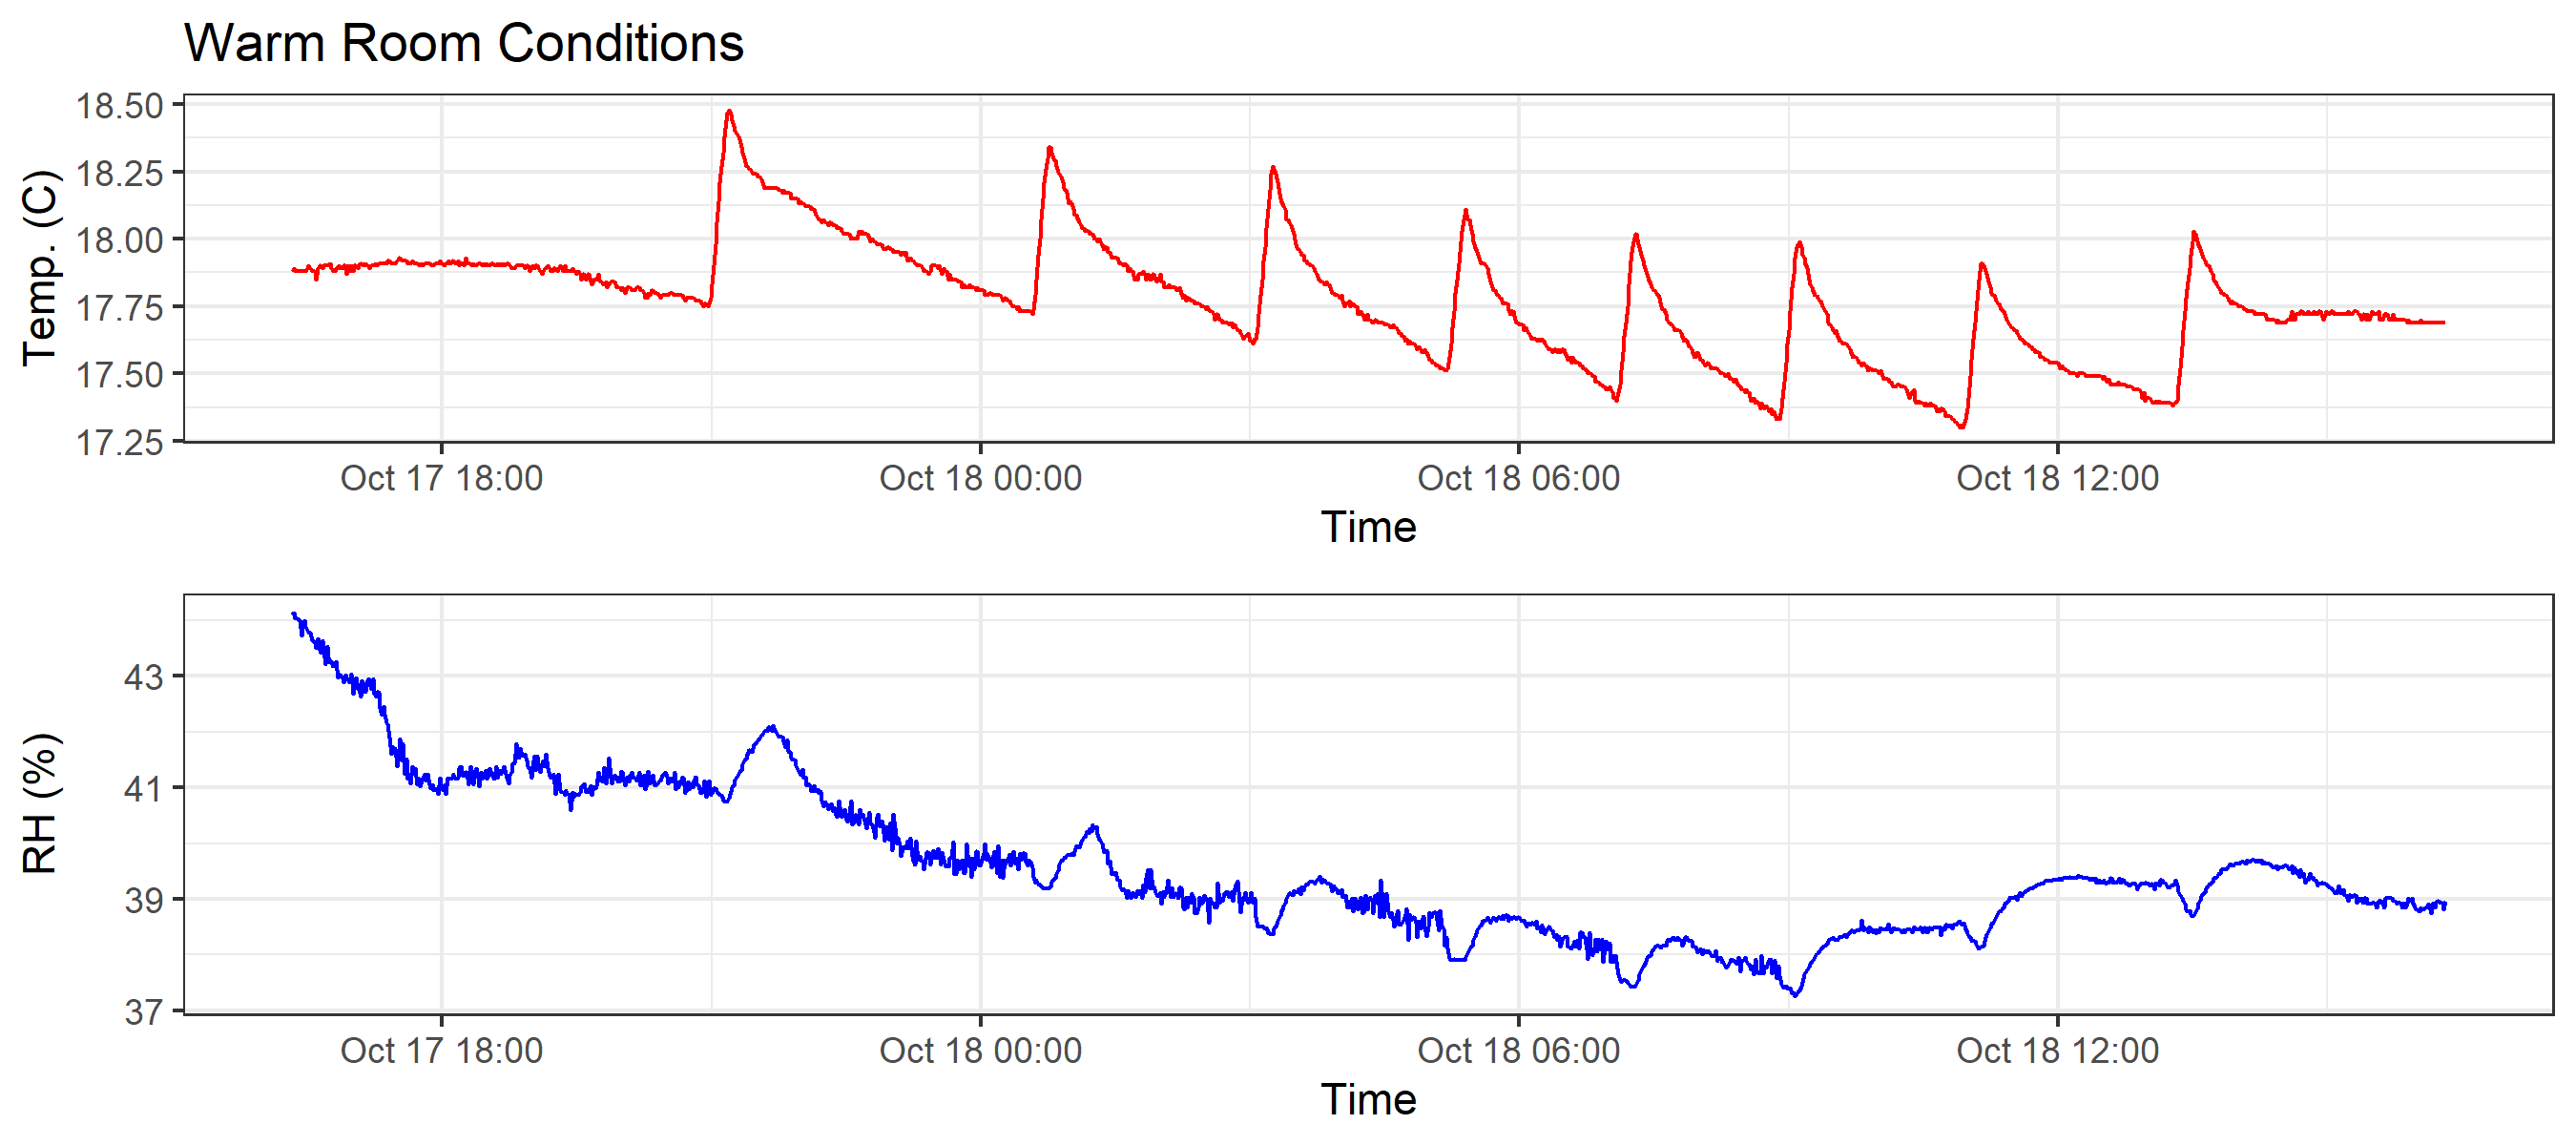 Warm Room Conditions
Temp. (C)
18.50
18.25
18.00
17.75
17.50
17.25
Oct 17 18:00 Oct 18 00:00 Oct 18 06:00 Oct 18 12:00
Time
RH (%)
43
41
39
37
Oct 17 18:00 Oct 18 00:00 Oct 18 06:00 Oct 18 12:00
Time